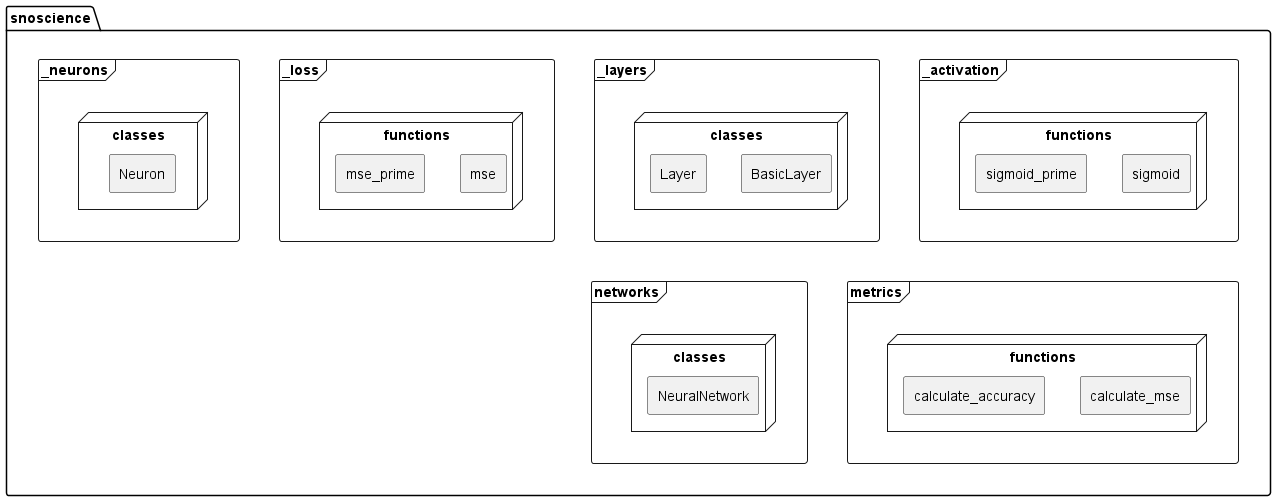 snoscience
_neurons
classes
Neuron
_loss
functions
mse_prime
mse
_layers
classes
Layer
BasicLayer
_activation
functions
sigmoid_prime
sigmoid
networks
classes
NeuralNetwork
metrics
functions
calculate_accuracy
calculate_mse